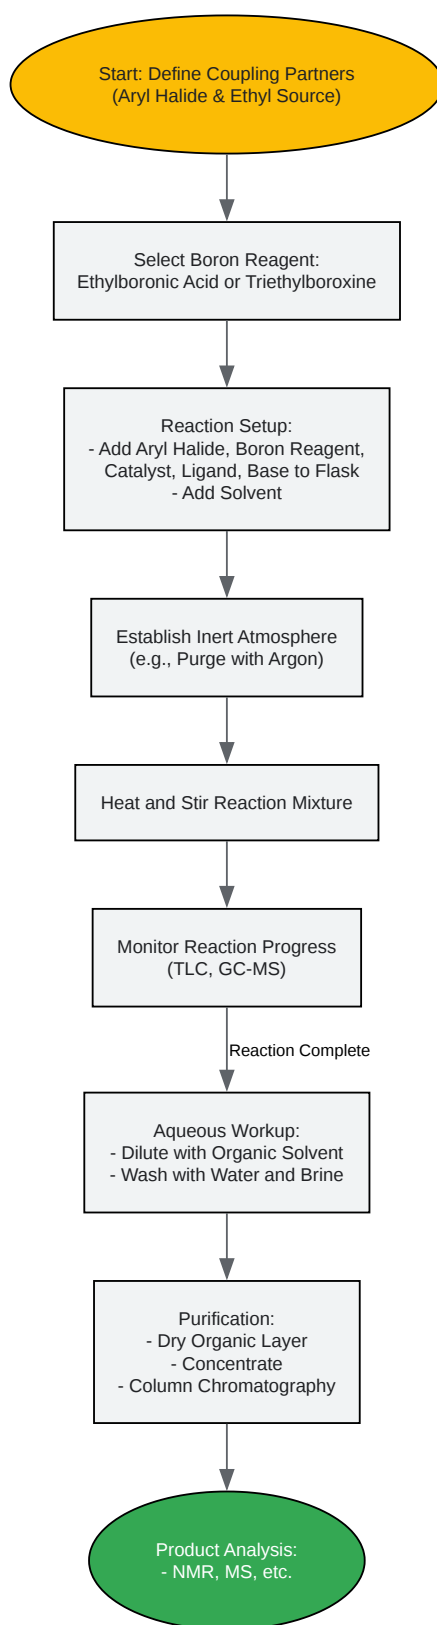 Start: Define Coupling Partners
(Aryl Halide & Ethyl Source)
Select Boron Reagent:
Ethylboronic Acid or Triethylboroxine
Reaction Setup:
- Add Aryl Halide, Boron Reagent,
Catalyst, Ligand, Base to Flask
- Add Solvent
Establish Inert Atmosphere
(e.g., Purge with Argon)
Heat and Stir Reaction Mixture
Monitor Reaction Progress
(TLC, GC-MS)
Reaction Complete
Aqueous Workup:
- Dilute with Organic Solvent
- Wash with Water and Brine
Purification:
- Dry Organic Layer
- Concentrate
- Column Chromatography
Product Analysis:
- NMR, MS, etc.